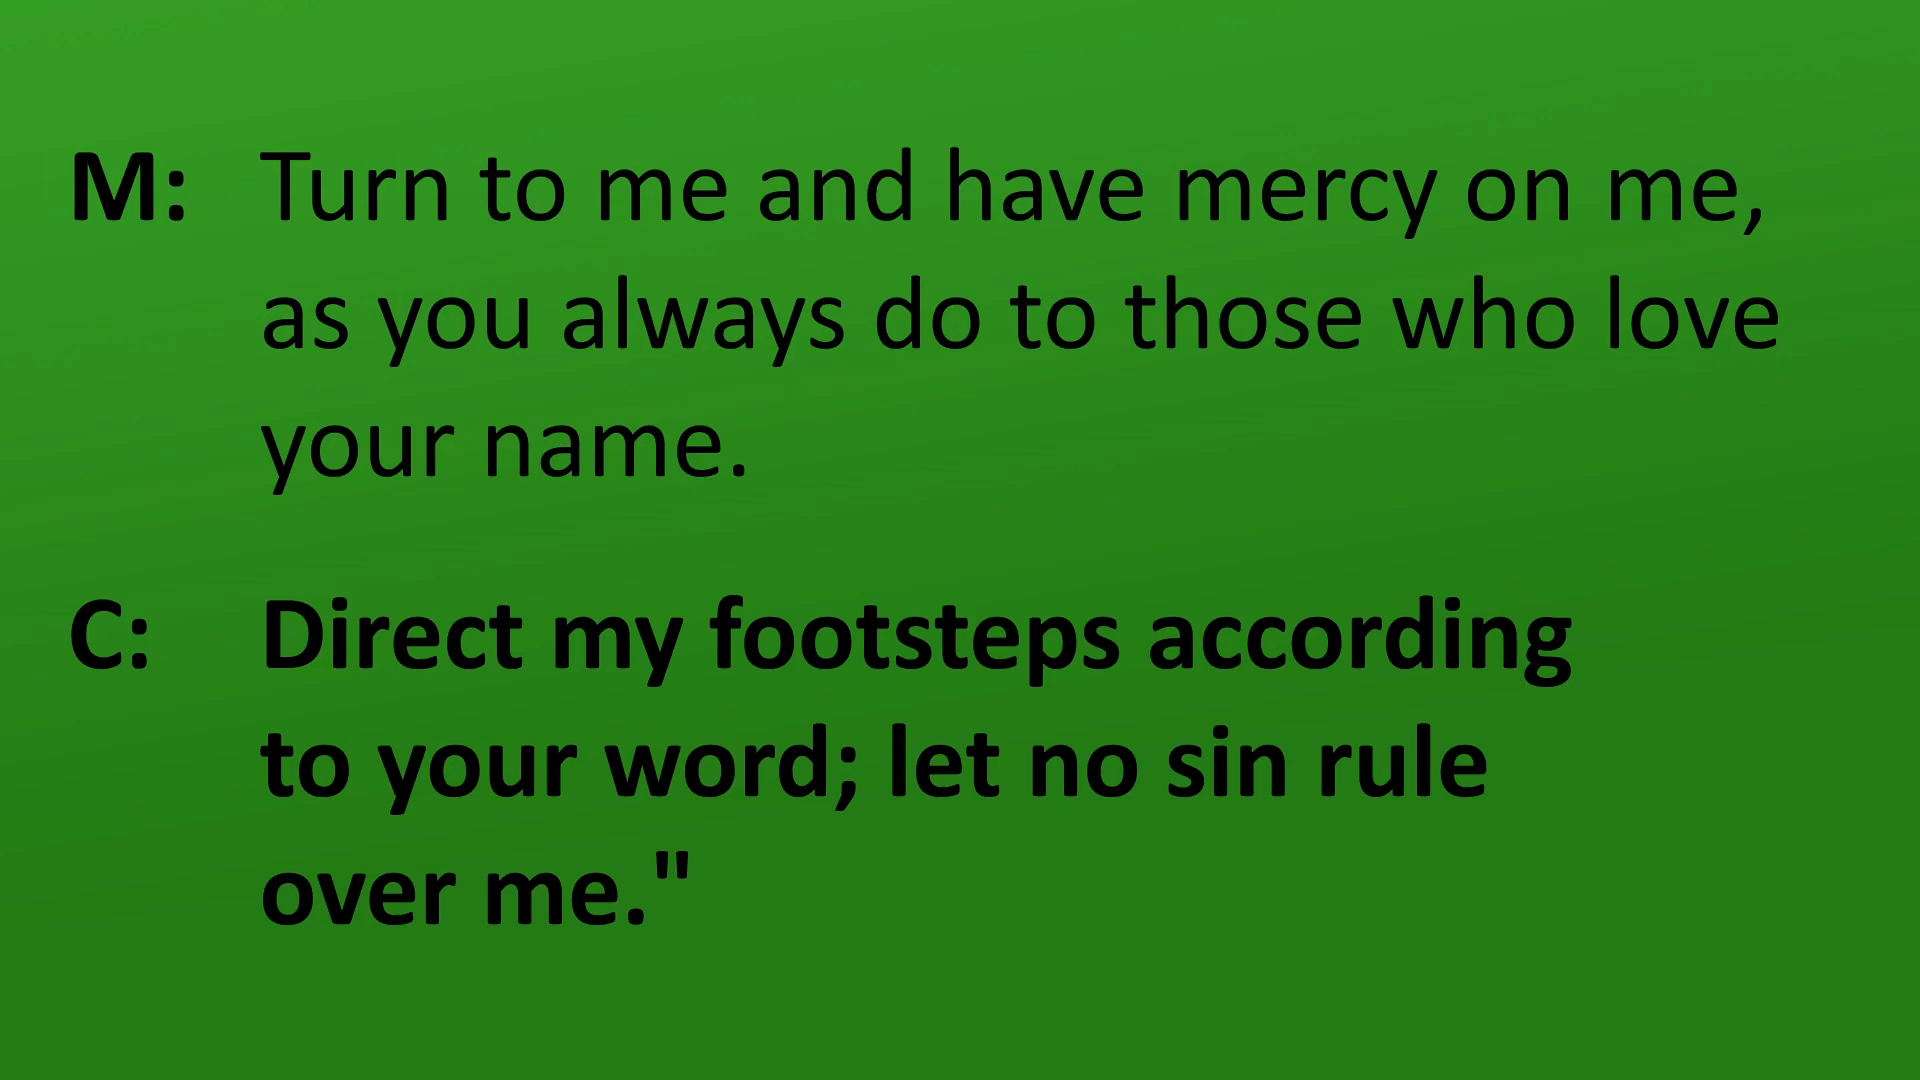 M: Turn to me and have mercy on me,
as you always do to those who love
your name.
C: Direct my footsteps according
to your word; let no sin rule
over me."